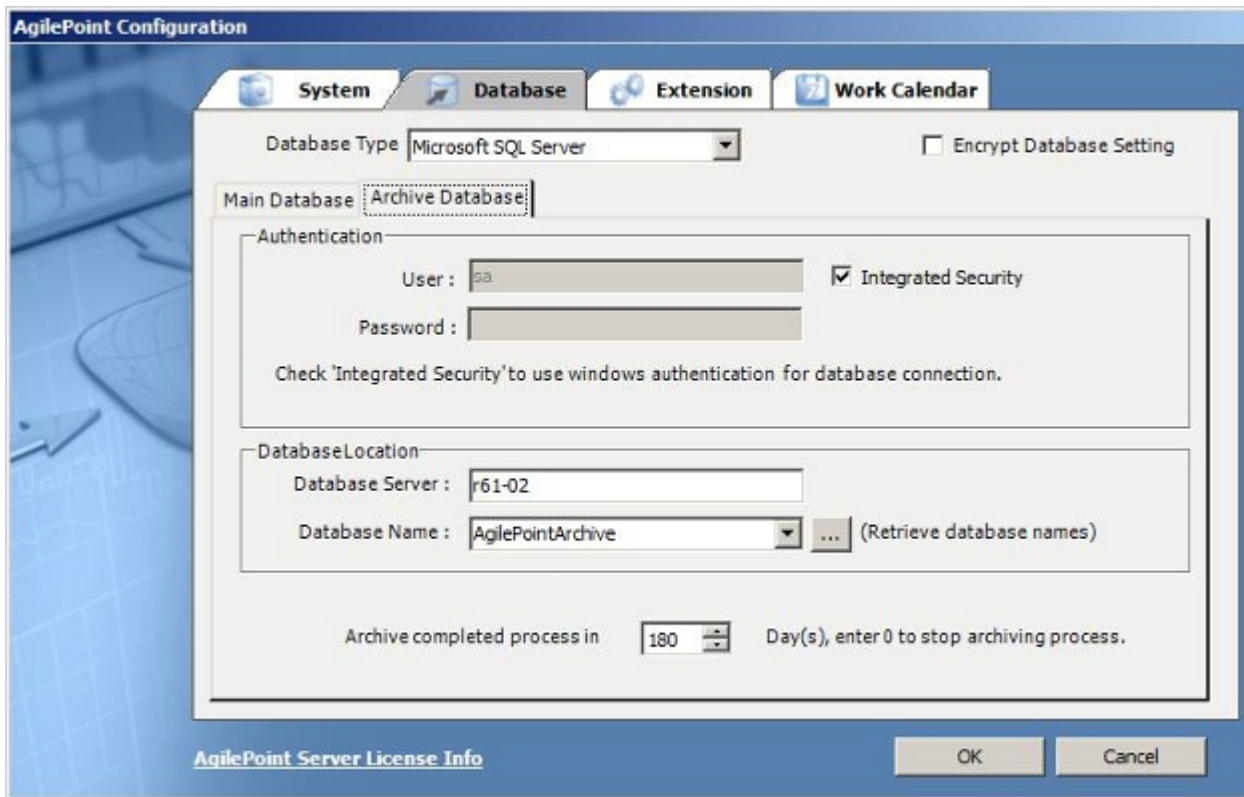 AgilePoint Configuration
System Database Extension Work Calendar
Database Type Microsoft SQL Server Encrypt Database Setting
Main Database Archive Database
Authentication
User : sa Integrated Security
Password :
Check 'Integrated Security' to use windows authentication for database connection.
DatabaseLocation
Database Server : r61-02
Database Name : AgilePointArchive ... (Retrieve database names)
Archive completed process in 180 Day(s), enter 0 to stop archiving process.
AgilePoint Server License Info OK Cancel